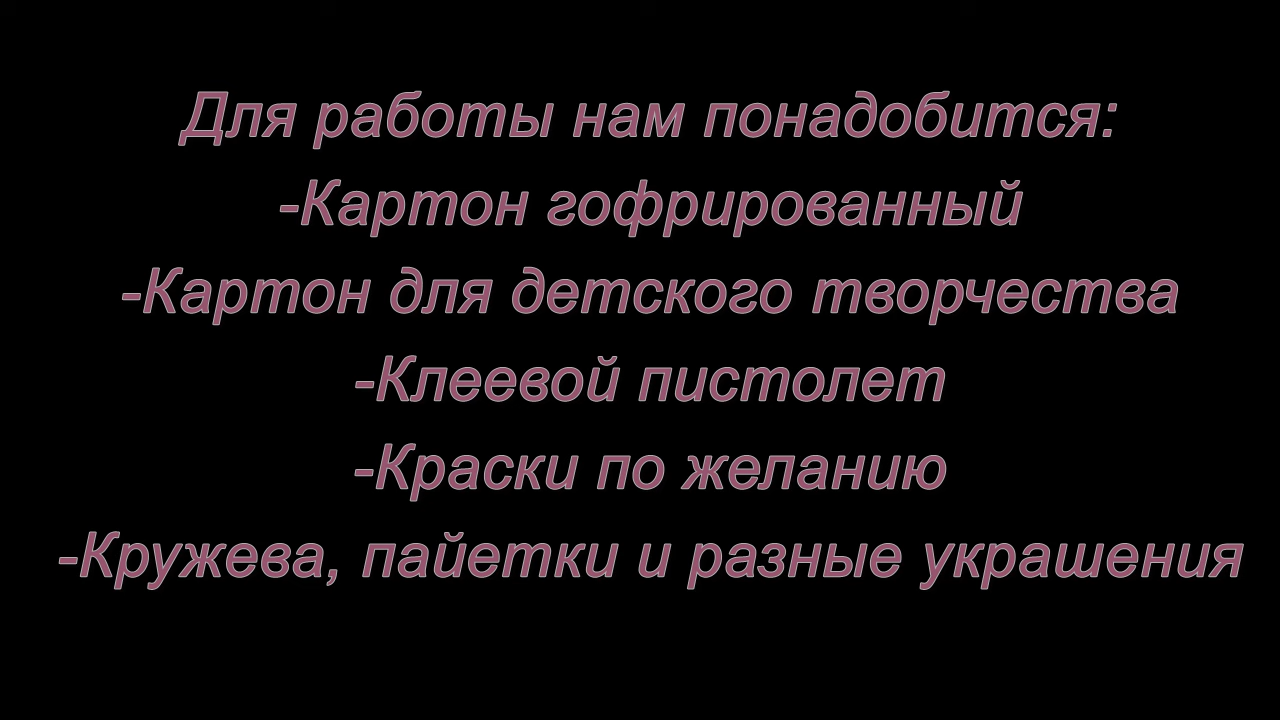 Для работы нам понадобится:
-Картон гофрированный
-Картон для детского творчества
-Клеевой пистолет
-Краски по желанию
-Кружева, пайетки и разные украшения